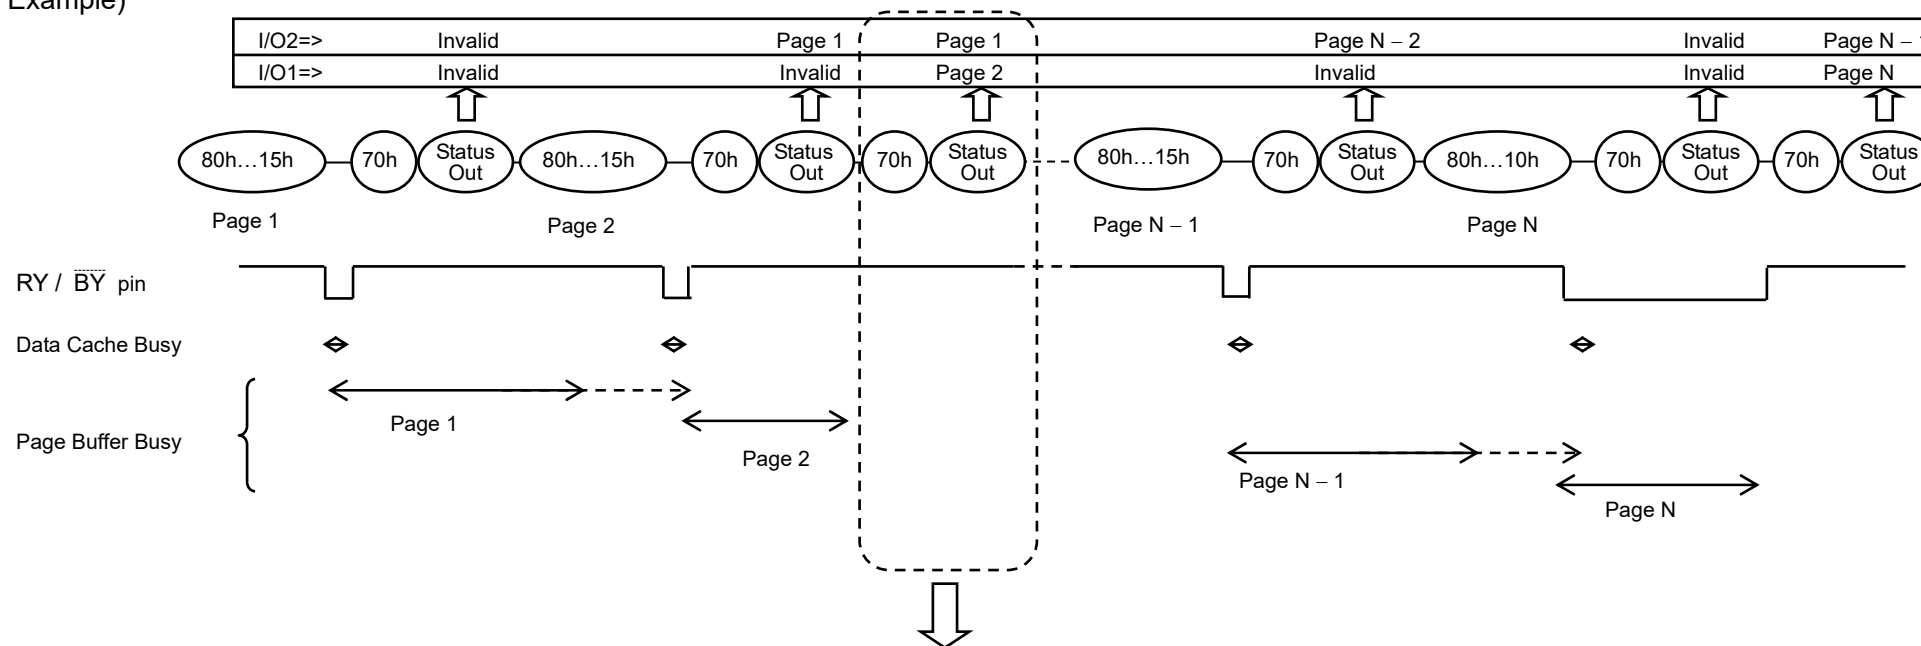 Example)
I/O2=> Invalid Page 1 Page 1 Page N – 2 Invalid Page N –
I/O1=> Invalid Invalid Page 2 Invalid Invalid Page N
80h…15h 70h Status Out 80h…15h 70h Status Out 70h Status Out 80h…15h 70h Status Out 80h…10h 70h Status Out 70h Status Out
Page 1 Page 2 Page N – 1 Page N
RY / BY pin
Data Cache Busy
Page 1
Page 2
Page Buffer Busy
Page N – 1
Page N